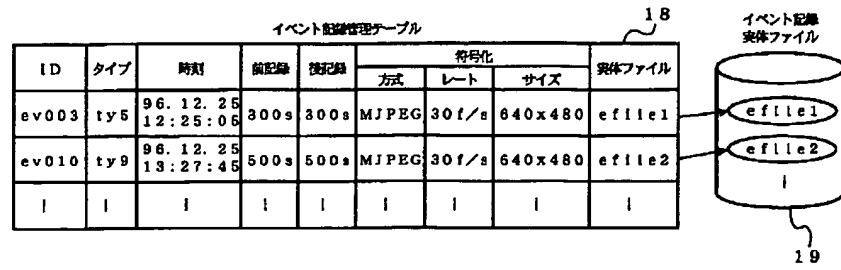 イベント記録管理テーブル
18
イベント記録
実体ファイル
符号化
ID タイプ 時刻 前記録 後記録 方式 レート サイズ 実体ファイル
ev003 ty5 96.12.25 12:25:05 300s 300s MJPEG 30f/s 640x480 efile1
efile1
ev010 ty9 96.12.25 13:27:45 500s 500s MJPEG 30f/s 640x480 efile2
efile2
19